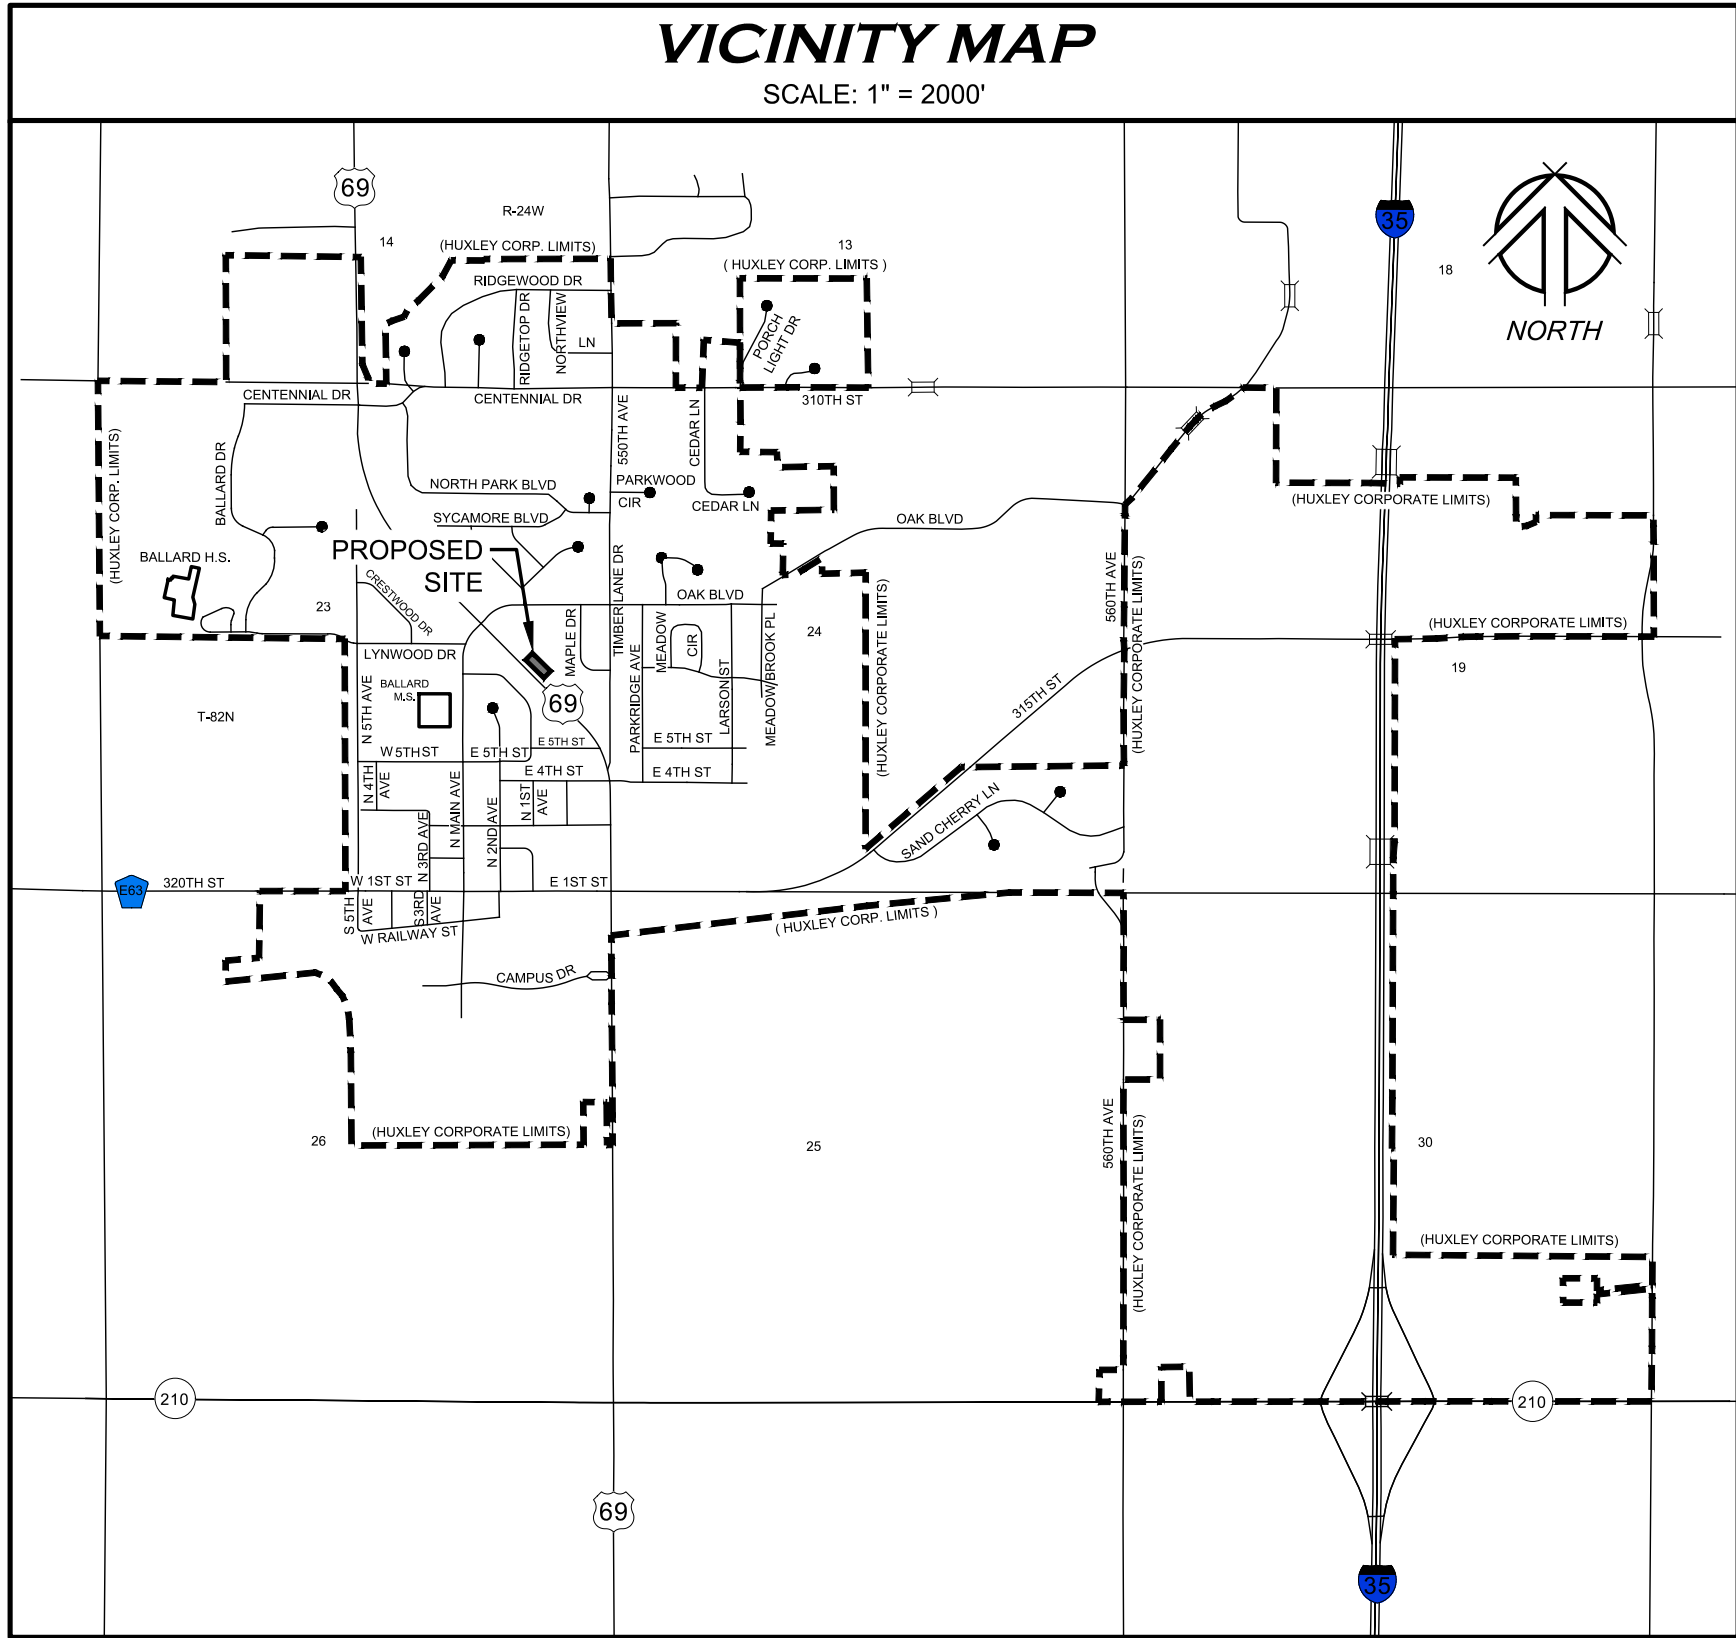 VICINITY MAP
SCALE: 1" = 2000'
69
R-24W
14
(HUXLEY CORP. LIMITS)
13
( HUXLEY CORP. LIMITS )
35
18
NORTH
RIDGEWOOD DR
RIDGETOP DR
NORTHVIEW
LN
PORCH
LIGHT DR
CENTENNIAL DR
CENTENNIAL DR
310TH ST
(HUXLEY CORP. LIMITS)
BALLARD DR
550TH AVE
CEDAR LN
NORTH PARK BLVD
PARKWOOD
CIR
CEDAR LN
(HUXLEY CORPORATE LIMITS)
SYCAMORE BLVD
OAK BLVD
PROPOSED
SITE
BALLARD H.S.
CRESTWOOD DR
23
TIMBER LANE DR
OAK BLVD
560TH AVE
(HUXLEY CORPORATE LIMITS)
(HUXLEY CORPORATE LIMITS)
24
(HUXLEY CORPORATE LIMITS)
LYNWOOD DR
MAPLE DR
MEADOW
CIR
19
BALLARD
M.S.
N 5TH AVE
69
PARKRIDGE AVE
LARSON ST
MEADOW BROOK PL
315TH ST
T-82N
W 5TH ST
E 5TH ST
E 5TH ST
E 5TH ST
N 4TH
AVE
E 4TH ST
E 4TH ST
N MAIN AVE
N 2ND AVE
N 1ST
AVE
N 3RD AVE
SAND CHERRY LN
E63
320TH ST
W 1ST ST
E 1ST ST
S 5TH
AVE
S 3RD
AVE
W RAILWAY ST
( HUXLEY CORP. LIMITS )
CAMPUS DR
26
(HUXLEY CORPORATE LIMITS)
25
560TH AVE
(HUXLEY CORPORATE LIMITS)
30
(HUXLEY CORPORATE LIMITS)
210
210
69
35